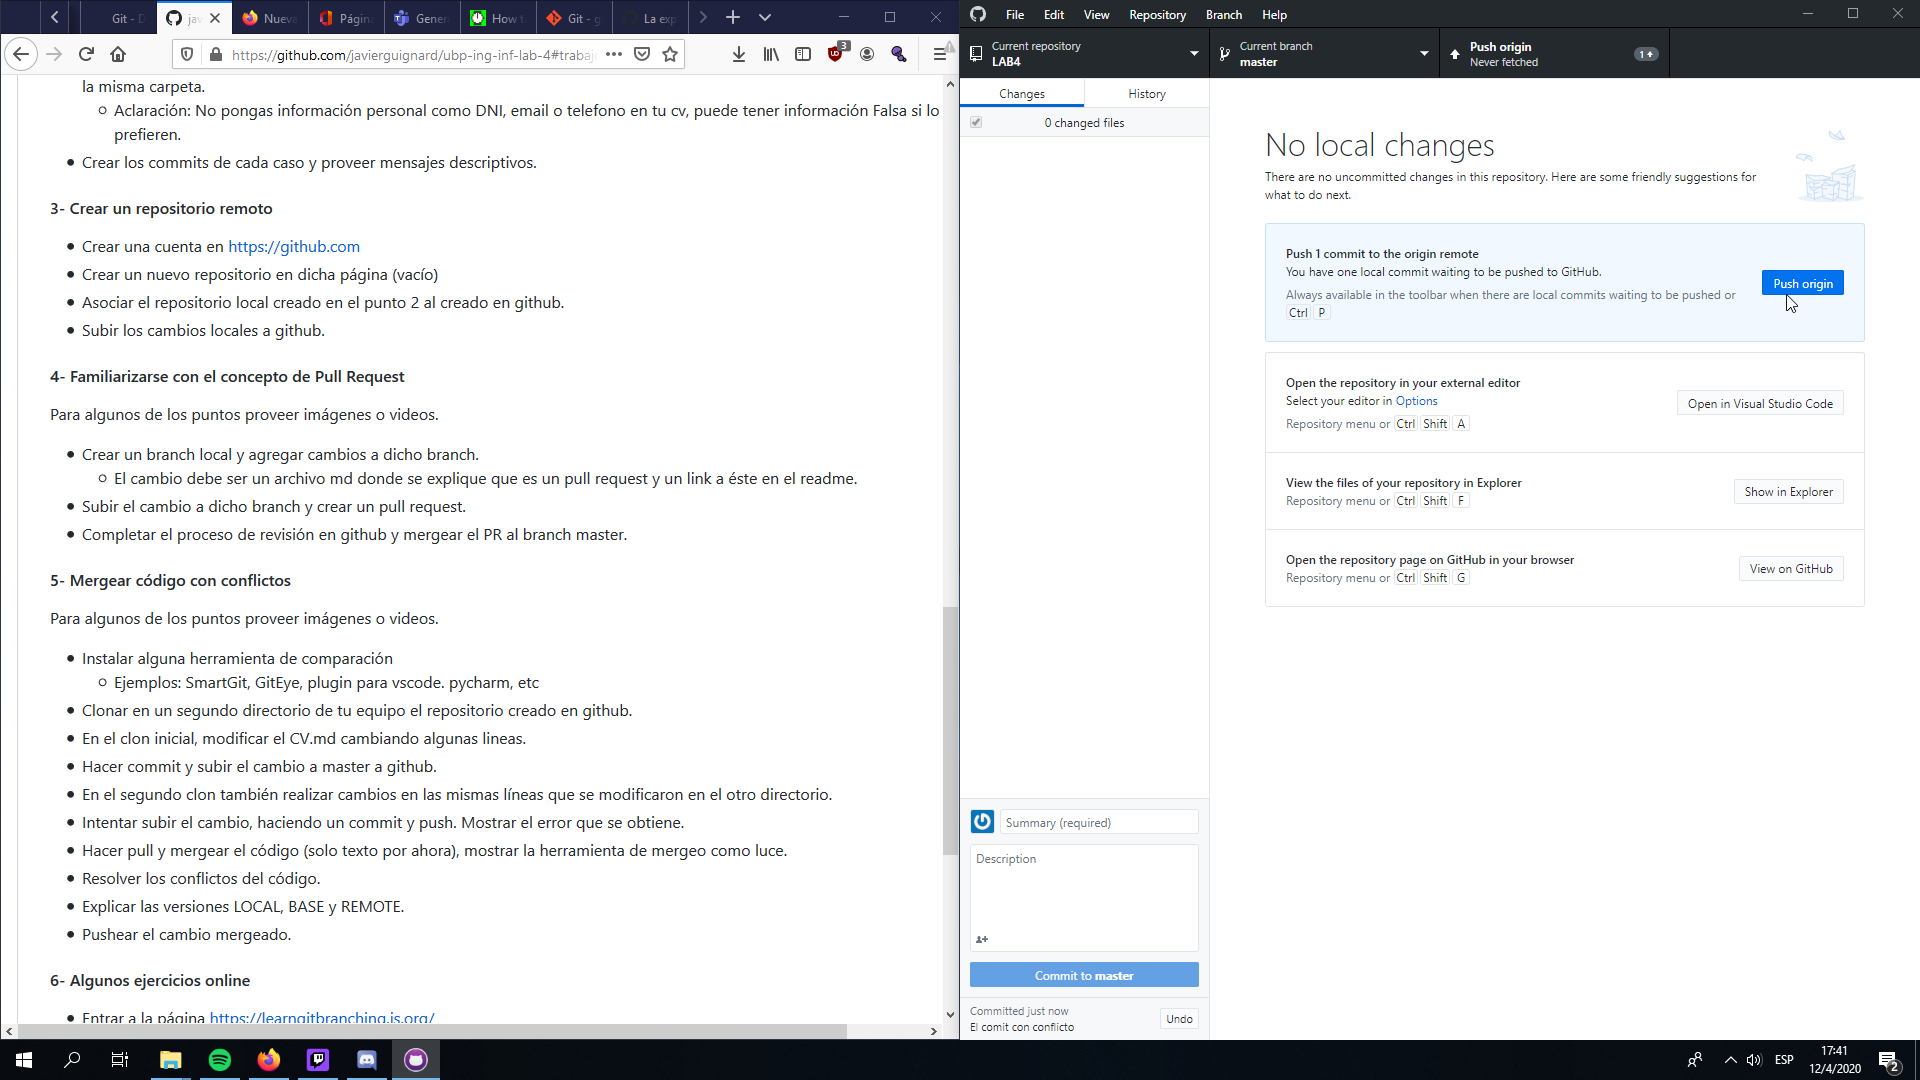 Git - D
jav
Nueva
Págin
Gener
How t
Git - g
La exp
https://github.com/javierguignard/ubp-ing-inf-lab-4#trabajo
3
la misma carpeta.
Aclaración: No pongas información personal como DNI, email o telefono en tu cv, puede tener información Falsa si lo
prefieren.
Crear los commits de cada caso y proveer mensajes descriptivos.
3- Crear un repositorio remoto
Crear una cuenta en https://github.com
Crear un nuevo repositorio en dicha página (vacío)
Asociar el repositorio local creado en el punto 2 al creado en github.
Subir los cambios locales a github.
4- Familiarizarse con el concepto de Pull Request
Para algunos de los puntos proveer imágenes o videos.
Crear un branch local y agregar cambios a dicho branch.
El cambio debe ser un archivo md donde se explique que es un pull request y un link a éste en el readme.
Subir el cambio a dicho branch y crear un pull request.
Completar el proceso de revisión en github y mergear el PR al branch master.
5- Mergear código con conflictos
Para algunos de los puntos proveer imágenes o videos.
Instalar alguna herramienta de comparación
Ejemplos: SmartGit, GitEye, plugin para vscode. pycharm, etc
Clonar en un segundo directorio de tu equipo el repositorio creado en github.
En el clon inicial, modificar el CV.md cambiando algunas lineas.
Hacer commit y subir el cambio a master a github.
En el segundo clon también realizar cambios en las mismas líneas que se modificaron en el otro directorio.
Intentar subir el cambio, haciendo un commit y push. Mostrar el error que se obtiene.
Hacer pull y mergear el código (solo texto por ahora), mostrar la herramienta de mergeo como luce.
Resolver los conflictos del código.
Explicar las versiones LOCAL, BASE y REMOTE.
Pushear el cambio mergeado.
6- Algunos ejercicios online
Entrar a la página https://learngitbranching.js.org/
File Edit View Repository Branch Help
Current repository
LAB4
Current branch
master
Push origin
Never fetched
1
Changes
History
0 changed files
No local changes
There are no uncommitted changes in this repository. Here are some friendly suggestions for
what to do next.
Push 1 commit to the origin remote
You have one local commit waiting to be pushed to GitHub.
Always available in the toolbar when there are local commits waiting to be pushed or
Ctrl P
Push origin
Open the repository in your external editor
Select your editor in Options
Repository menu or Ctrl Shift A
Open in Visual Studio Code
View the files of your repository in Explorer
Repository menu or Ctrl Shift F
Show in Explorer
Open the repository page on GitHub in your browser
Repository menu or Ctrl Shift G
View on GitHub
Summary (required)
Description
Commit to master
Committed just now
El comit con conflicto
Undo
ESP
17:41
12/4/2020
2